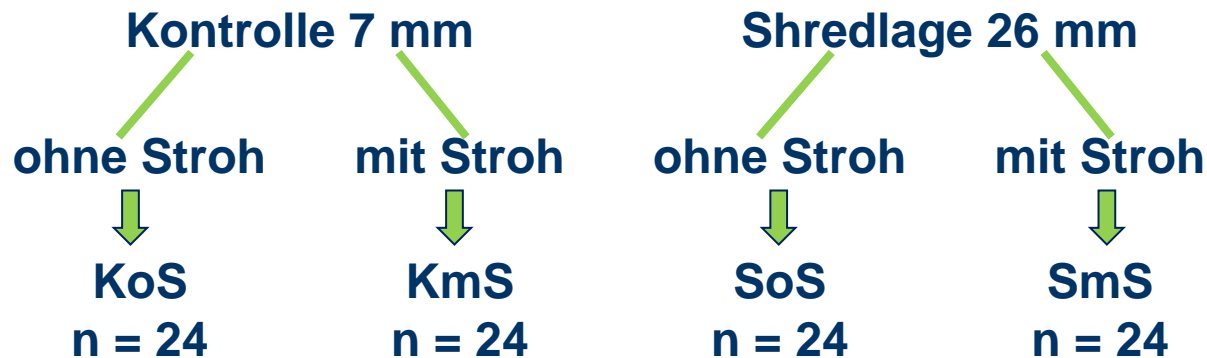 Kontrolle 7 mm
Shredlage 26 mm
ohne Stroh
mit Stroh
ohne Stroh
mit Stroh
KoS
KmS
SoS
SmS
n = 24
n = 24
n = 24
n = 24